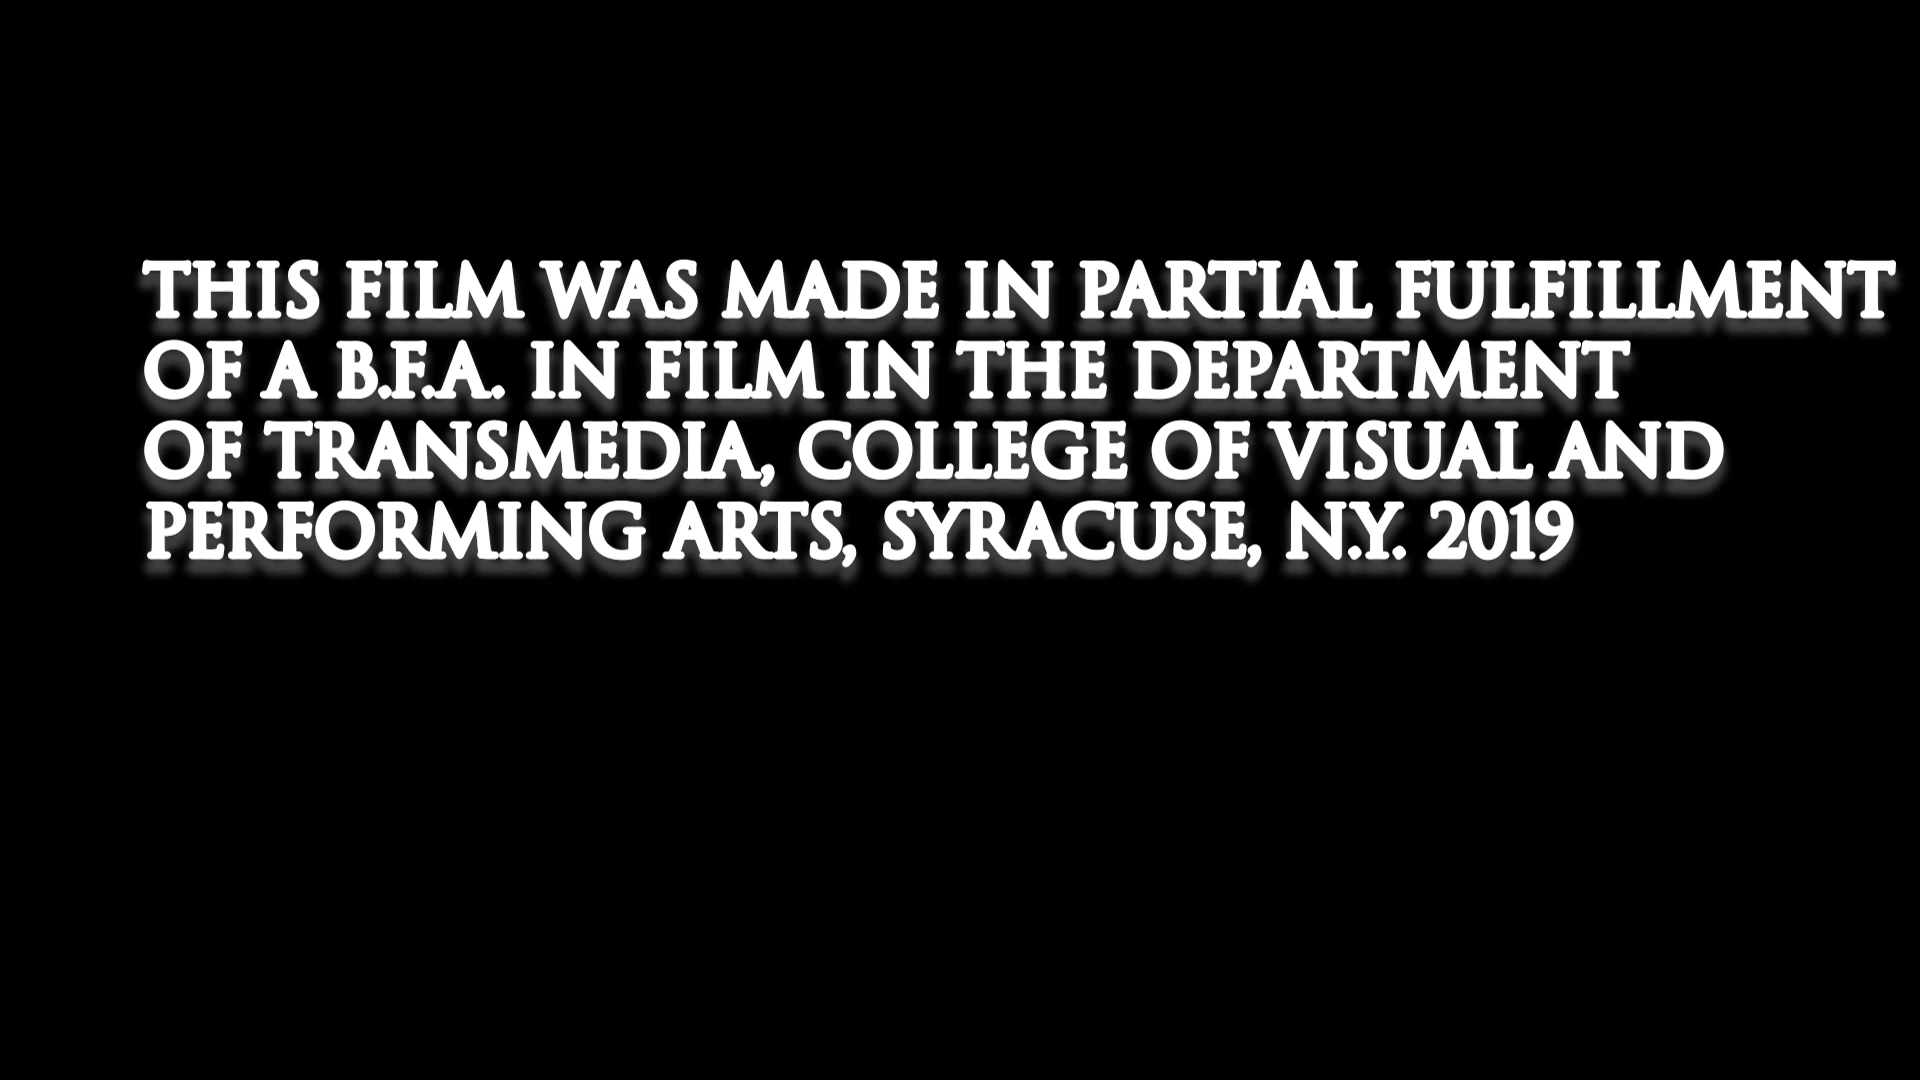 THIS FILM WAS MADE IN PARTIAL FULFILLMENT
OF A B.F.A. IN FILM IN THE DEPARTMENT
OF TRANSMEDIA, COLLEGE OF VISUAL AND
PERFORMING ARTS, SYRACUSE, N.Y. 2019